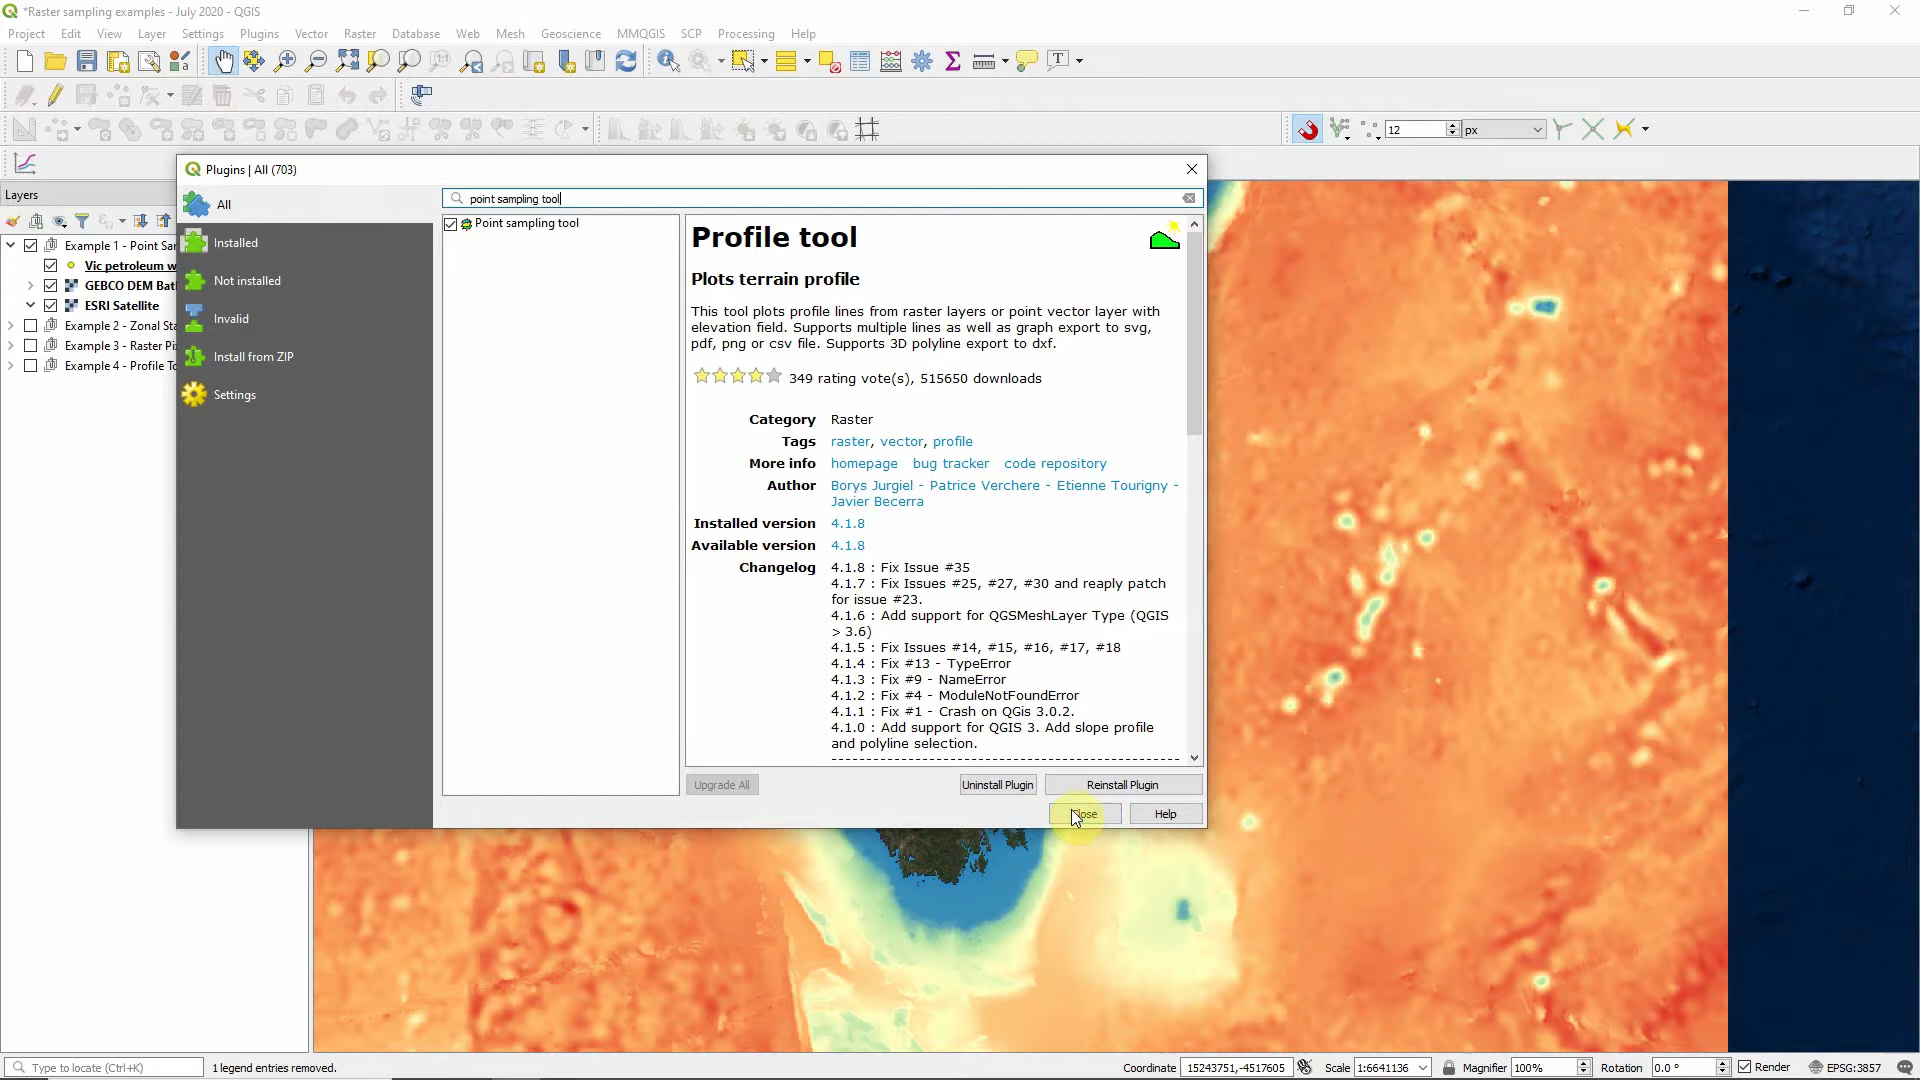 *Raster sampling examples - July 2020 - QGIS
Project Edit View Layer Settings Plugins Vector Raster Database Web Mesh Geoscience MMQGIS SCP Processing Help
12 px
Plugins | All (703)
Layers
All
point sampling tool
Installed
Not installed
Invalid
Install from ZIP
Settings
Point sampling tool
Example 1 - Point Sa
Vic petroleum w
GEBCO DEM Bat
ESRI Satellite
Example 2 - Zonal Sta
Example 3 - Raster Pi
Example 4 - Profile To
Profile tool
Plots terrain profile
This tool plots profile lines from raster layers or point vector layer with
elevation field. Supports multiple lines as well as graph export to svg,
pdf, png or csv file. Supports 3D polyline export to dxf.
349 rating vote(s), 515650 downloads
Category Raster
Tags raster, vector, profile
More info homepage bug tracker code repository
Author Borys Jurgiel - Patrice Verchere - Etienne Tourigny -
Javier Becerra
Installed version 4.1.8
Available version 4.1.8
Changelog 4.1.8 : Fix Issue #35
4.1.7 : Fix Issues #25, #27, #30 and reaply patch
for issue #23.
4.1.6 : Add support for QGSMeshLayer Type (QGIS
> 3.6)
4.1.5 : Fix Issues #14, #15, #16, #17, #18
4.1.4 : Fix #13 - TypeError
4.1.3 : Fix #9 - NameError
4.1.2 : Fix #4 - ModuleNotFoundError
4.1.1 : Fix #1 - Crash on QGis 3.0.2.
4.1.0 : Add support for QGIS 3. Add slope profile
and polyline selection.
Upgrade All Uninstall Plugin Reinstall Plugin
Close Help
Type to locate (Ctrl+K) 1 legend entries removed. Coordinate 15243751,-4517605 Scale 1:6641136 Magnifier 100% Rotation 0.0 ° Render EPSG:3857